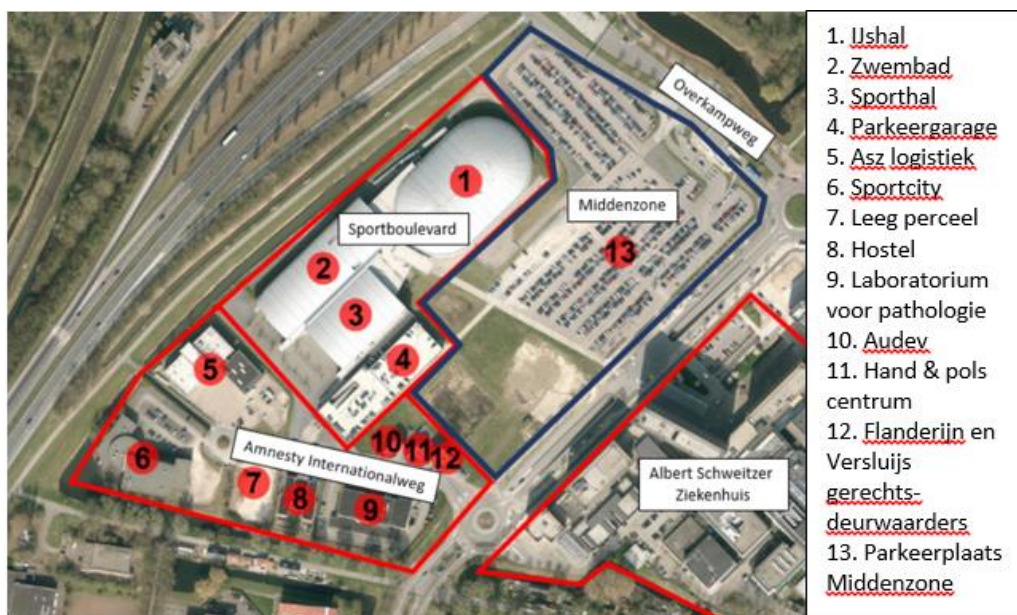 Overkampweg
1
Middenzone
Sportboulevard
13
2
3
4
5
10
11
12
Amnesty Internationalweg
6
7
8
9
Albert Schweitzer
Ziekenhuis
1. IJshal
2. Zwembad
3. Sporthal
4. Parkeergarage
5. Asz logistiek
6. Sportcity
7. Leeg perceel
8. Hostel
9. Laboratorium
voor pathologie
10. Audev
11. Hand & pols
centrum
12. Flanderijn en
Versluijs
gerechts-
deurwaarders
13. Parkeerplaats
Middenzone